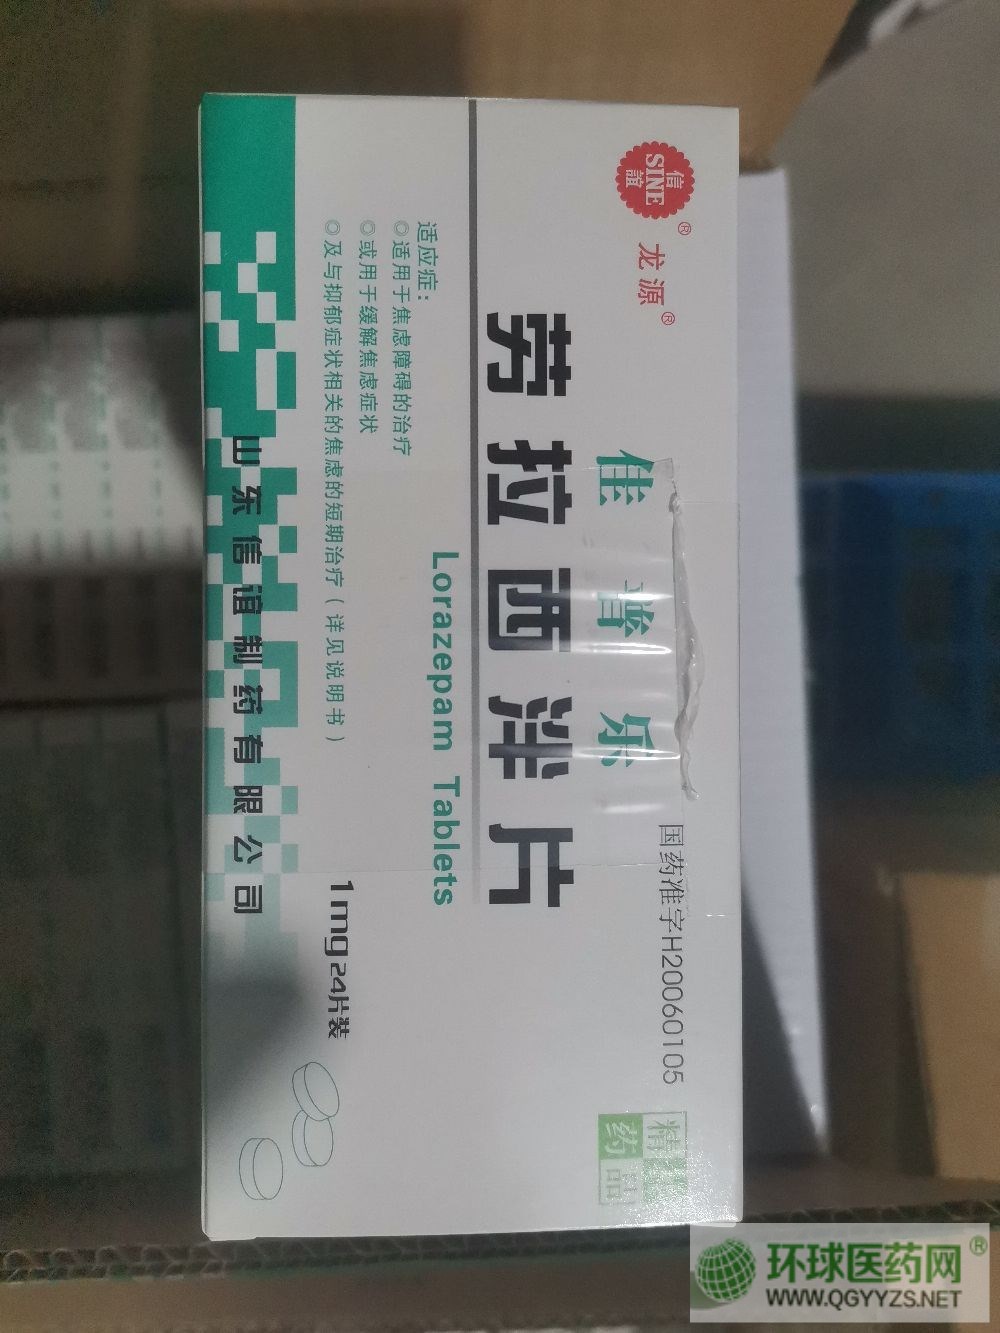 信
SINE
誼
®
龙源®
国药准字H20060105
精神
药品
佳普乐
劳拉西泮片
Lorazepam Tablets
适应症：
◎适用于焦虑障碍的治疗
◎或用于缓解焦虑症状
◎及与抑郁症状相关的焦虑的短期治疗（详见说明书）
1mg24片装
山东信谊制药有限公司
环球医药网®
WWW.QGYYZS.NET